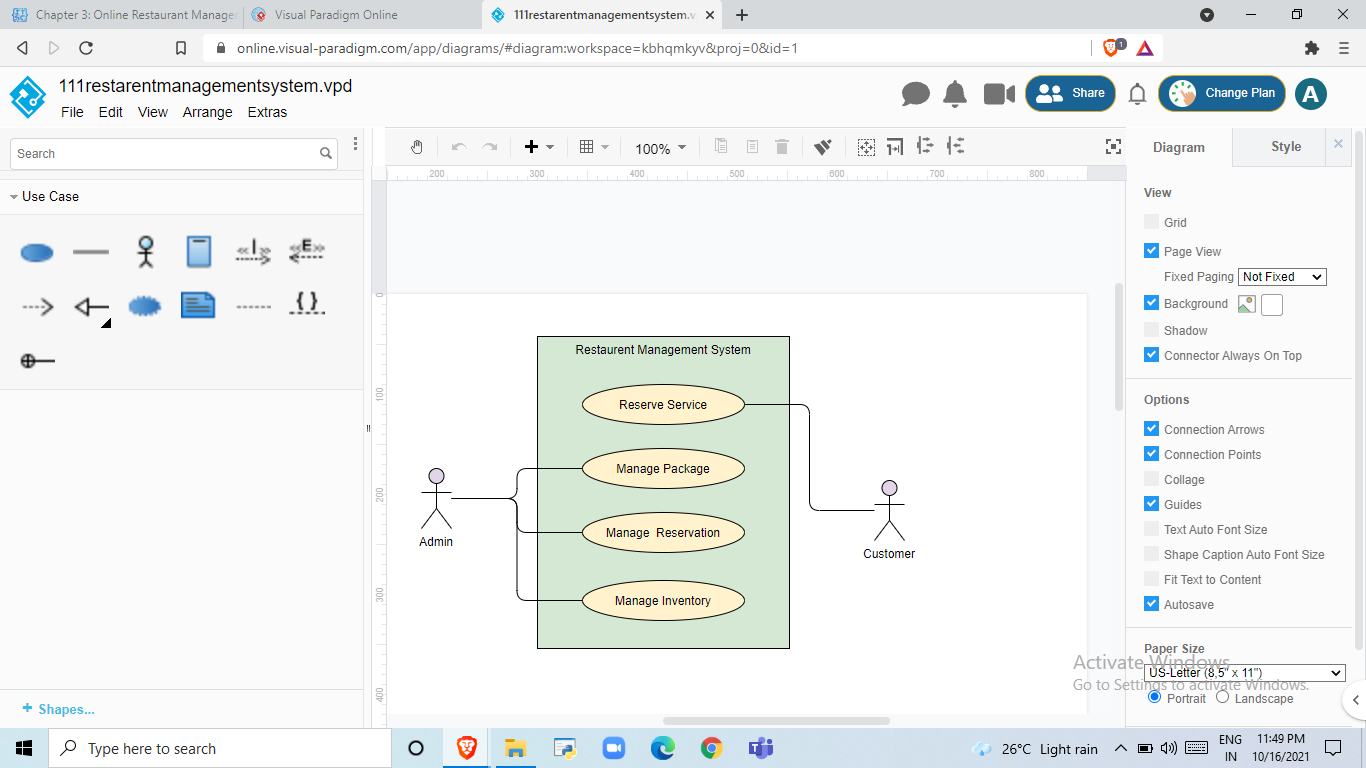 Chapter 3: Online Restaurant Manage
Visual Paradigm Online
111restarentmanagementsystem.v
online.visual-paradigm.com/app/diagrams/#diagram:workspace=kbhqmkyv&proj=0&id=1
1
111restarentmanagementsystem.vpd
File Edit View Arrange Extras
Share
Change Plan
A
Search
100%
Diagram
Style
200 300 400 500 600 700 800
Use Case
«I»
«E»
{ }
0
100
200
300
400
Restaurent Management System
Reserve Service
Manage Package
Manage  Reservation
Manage Inventory
Admin
Customer
View
Grid
Page View
Fixed Paging Not Fixed
Background
Shadow
Connector Always On Top
Options
Connection Arrows
Connection Points
Collage
Guides
Text Auto Font Size
Shape Caption Auto Font Size
Fit Text to Content
Autosave
Paper Size
US-Letter (8,5" x 11")
Portrait Landscape
Activate Windows
Go to Settings to activate Windows.
+ Shapes...
Type here to search
26°C Light rain
ENG
IN
11:49 PM
10/16/2021